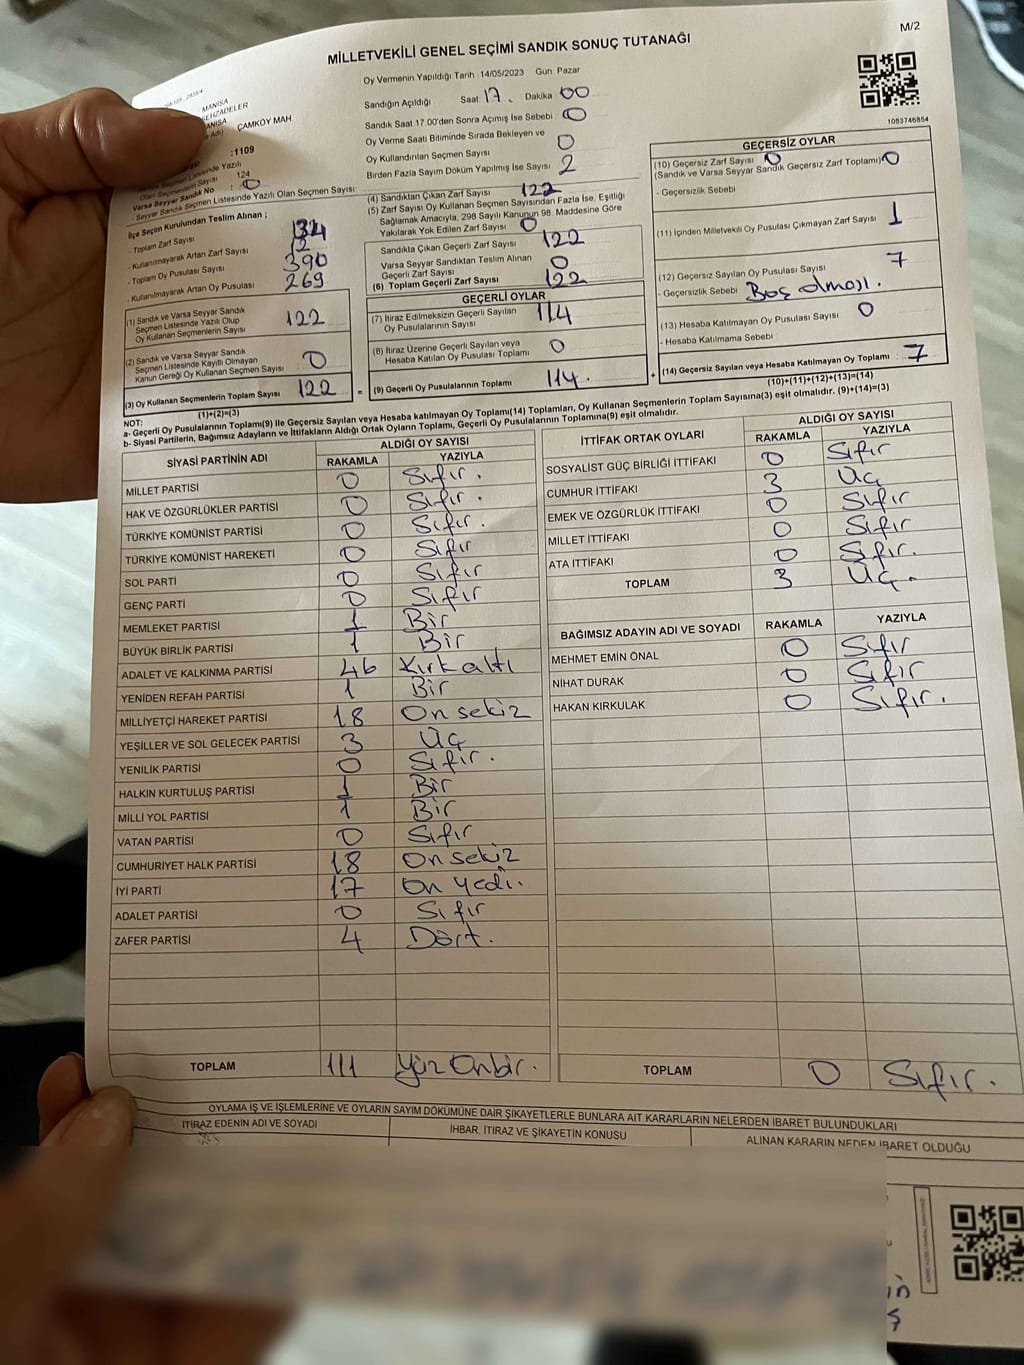 M/2
MİLLETVEKİLİ GENEL SEÇİMİ SANDIK SONUÇ TUTANAĞI
MANİSA
ŞEHZADELER
ÇAMKÖY MAH
:1109
124
Varsa Seyyar Sandık No : 0
- Seyyar Sandık Listesinde Yazılı Olan Seçmen Sayısı:
İlçe Seçim Kurulundan Teslim Alınan ;
- Toplam Zarf Sayısı
- Kullanılmayarak Artan Zarf Sayısı 12
- Toplam Oy Pusulası Sayısı 390
- Kullanılmayarak Artan Oy Pusulası 269
(1) Sandık ve Varsa Seyyar Sandık
Seçmen Listesinde Yazılı Olup
Oy Kullanan Seçmenlerin Sayısı 122
(2) Sandık ve Varsa Seyyar Sandık
Seçmen Listesinde Kayıtlı Olmayan
Kanun Gereği Oy Kullanan Seçmen Sayısı 0
(3) Oy Kullanan Seçmenlerin Toplam Sayısı 122
(1)+(2)=(3)
Oy Vermenin Yapıldığı Tarih 14/05/2023 Gün Pazar
Sandığın Açıldığı Saat 17. Dakika 00
Sandık Saat 17.00'den Sonra Açımış İse Sebebi 0
Oy Verme Saati Bitiminde Sırada Bekleyen ve
Oy Kullandırılan Seçmen Sayısı 0
Birden Fazla Sayım Döküm Yapılmış İse Sayısı 2
(4) Sandıktan Çıkan Zarf Sayısı 122
(5) Zarf Sayısı Oy Kullanan Seçmen Sayısından Fazla İse, Eşitliği
Sağlamak Amacıyla, 298 Sayılı Kanunun 98. Maddesine Göre
Yakılarak Yok Edilen Zarf Sayısı 0
Sandıkta Çıkan Geçerli Zarf Sayısı 122
Varsa Seyyar Sandıktan Teslim Alınan
Geçerli Zarf Sayısı 0
(6) Toplam Geçerli Zarf Sayısı 122
GEÇERLİ OYLAR
(7) İtiraz Edilmeksizin Geçerli Sayılan
Oy Pusulalarının Sayısı 114
(8) İtiraz Üzerine Geçerli Sayılan veya
Hesaba Katılan Oy Pusulası Toplamı 0
= (9) Geçerli Oy Pusulalarının Toplamı 114.
1083746854
GEÇERSİZ OYLAR
(10) Geçersiz Zarf Sayısı 0
(Sandık ve Varsa Seyyar Sandık Geçersiz Zarf Toplamı) 0
- Geçersizlik Sebebi
(11) İçinden Milletvekili Oy Pusulası Çıkmayan Zarf Sayısı 1
(12) Geçersiz Sayılan Oy Pusulası Sayısı 7
- Geçersizlik Sebebi Boş olması.
(13) Hesaba Katılmayan Oy Pusulası Sayısı 0
- Hesaba Katılmama Sebebi
+ (14) Geçersiz Sayılan veya Hesaba Katılmayan Oy Toplamı : 7
(10)+(11)+(12)+(13)=(14)
NOT:
a- Geçerli Oy Pusulalarının Toplamı(9) ile Geçersiz Sayılan veya Hesaba katılmayan Oy Toplamı(14) Toplamları, Oy Kullanan Seçmenlerin Toplam Sayısına(3) eşit olmalıdır. (9)+(14)=(3)
b- Siyasi Partilerin, Bağımsız Adayların ve İttifakların Aldığı Ortak Oyların Toplamı, Geçerli Oy Pusulalarının Toplamına(9) eşit olmalıdır.
SİYASİ PARTİNİN ADI ALDIĞI OY SAYISI
RAKAMLA YAZIYLA
MİLLET PARTİSİ 0 Sıfır.
HAK VE ÖZGÜRLÜKLER PARTİSİ 0 Sıfır.
TÜRKİYE KOMÜNİST PARTİSİ 0 Sıfır.
TÜRKİYE KOMÜNİST HAREKETİ 0 Sıfır
SOL PARTİ 0 Sıfır
GENÇ PARTİ 0 Sıfır
MEMLEKET PARTİSİ 1 Bir
BÜYÜK BİRLİK PARTİSİ 1 Bir
ADALET VE KALKINMA PARTİSİ 46 Kırkaltı
YENİDEN REFAH PARTİSİ 1 Bir
MİLLİYETÇİ HAREKET PARTİSİ 18 Onsekiz
YEŞİLLER VE SOL GELECEK PARTİSİ 3 Üç
YENİLİK PARTİSİ 0 Sıfır.
HALKIN KURTULUŞ PARTİSİ 1 Bir
MİLLİ YOL PARTİSİ 1 Bir
VATAN PARTİSİ 0 Sıfır
CUMHURİYET HALK PARTİSİ 18 Onsekiz
İYİ PARTİ 17 On yedi.
ADALET PARTİSİ 0 Sıfır
ZAFER PARTİSİ 4 Dört.
TOPLAM 111 Yüz Onbir.
İTTİFAK ORTAK OYLARI ALDIĞI OY SAYISI
RAKAMLA YAZIYLA
SOSYALİST GÜÇ BİRLİĞİ İTTİFAKI 0 Sıfır
CUMHUR İTTİFAKI 3 Üç
EMEK VE ÖZGÜRLÜK İTTİFAKI 0 Sıfır
MİLLET İTTİFAKI 0 Sıfır
ATA İTTİFAKI 0 Sıfır.
TOPLAM 3 Üç.
BAĞIMSIZ ADAYIN ADI VE SOYADI RAKAMLA YAZIYLA
MEHMET EMİN ÖNAL 0 Sıfır
NİHAT DURAK 0 Sıfır
HAKAN KIRKULAK 0 Sıfır.
TOPLAM 0 Sıfır.
OYLAMA İŞ VE İŞLEMLERİNE VE OYLARIN SAYIM DÖKÜMÜNE DAİR ŞİKAYETLERLE BUNLARA AİT KARARLARIN NELERDEN İBARET BULUNDUKLARI
İTİRAZ EDENİN ADI VE SOYADI İHBAR, İTİRAZ VE ŞİKAYETİN KONUSU ALINAN KARARIN NEDEN İBARET OLDUĞU